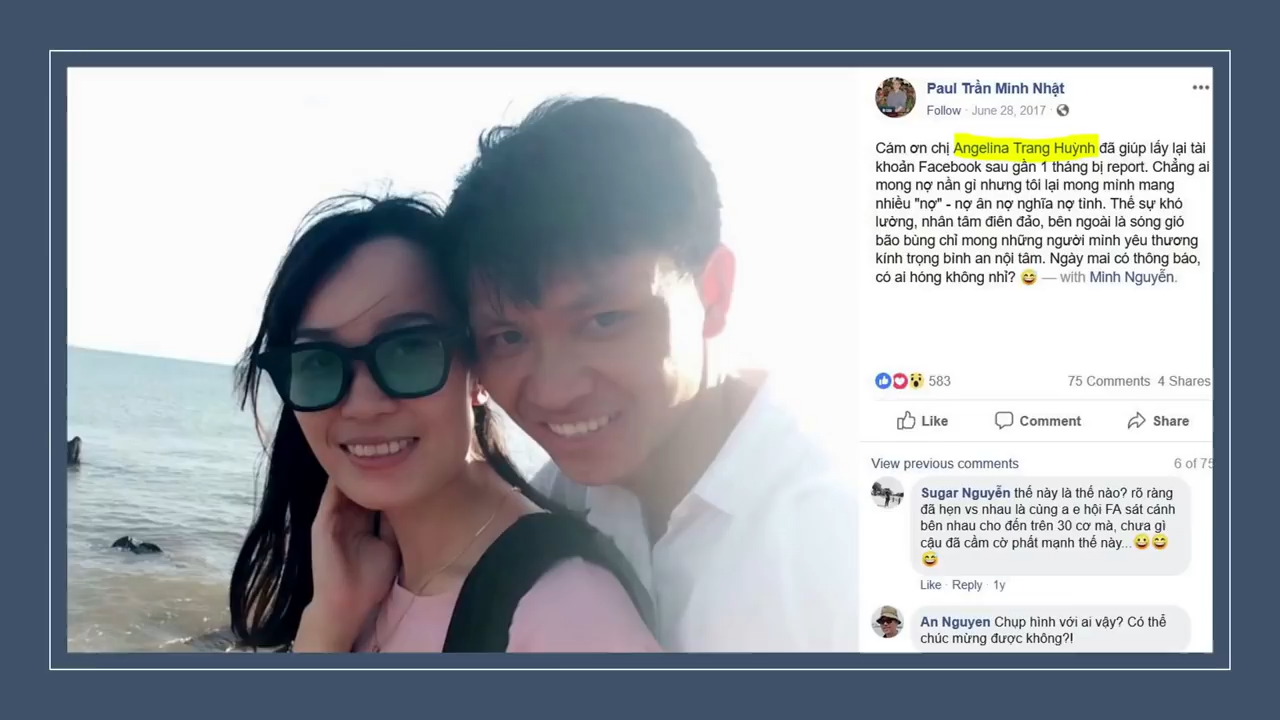 Paul Trần Minh Nhật
Follow · June 28, 2017 ·
Cảm ơn chị Angelina Trang Huỳnh đã giúp lấy lại tài
khoản Facebook sau gần 1 tháng bị report. Chẳng ai
mong nợ nần gì nhưng tôi lại mong mình mang
nhiều "nợ" - nợ ân nợ nghĩa nợ tình. Thế sự khó
lường, nhân tâm điên đảo, bên ngoài là sóng gió
bão bùng chỉ mong những người mình yêu thương
kính trọng bình an nội tâm. Ngày mai có thông báo,
có ai hóng không nhỉ? 😅 — with Minh Nguyễn.
583
75 Comments 4 Shares
Like Comment Share
View previous comments 6 of 75
Sugar Nguyễn thế này là thế nào? rõ ràng
đã hẹn vs nhau là cùng a e hội FA sát cánh
bên nhau cho đến trên 30 cơ mà, chưa gì
cậu đã cầm cờ phất mạnh thế này...😀😄
😄
Like · Reply · 1y
An Nguyen Chụp hình với ai vậy? Có thể
chúc mừng được không?!